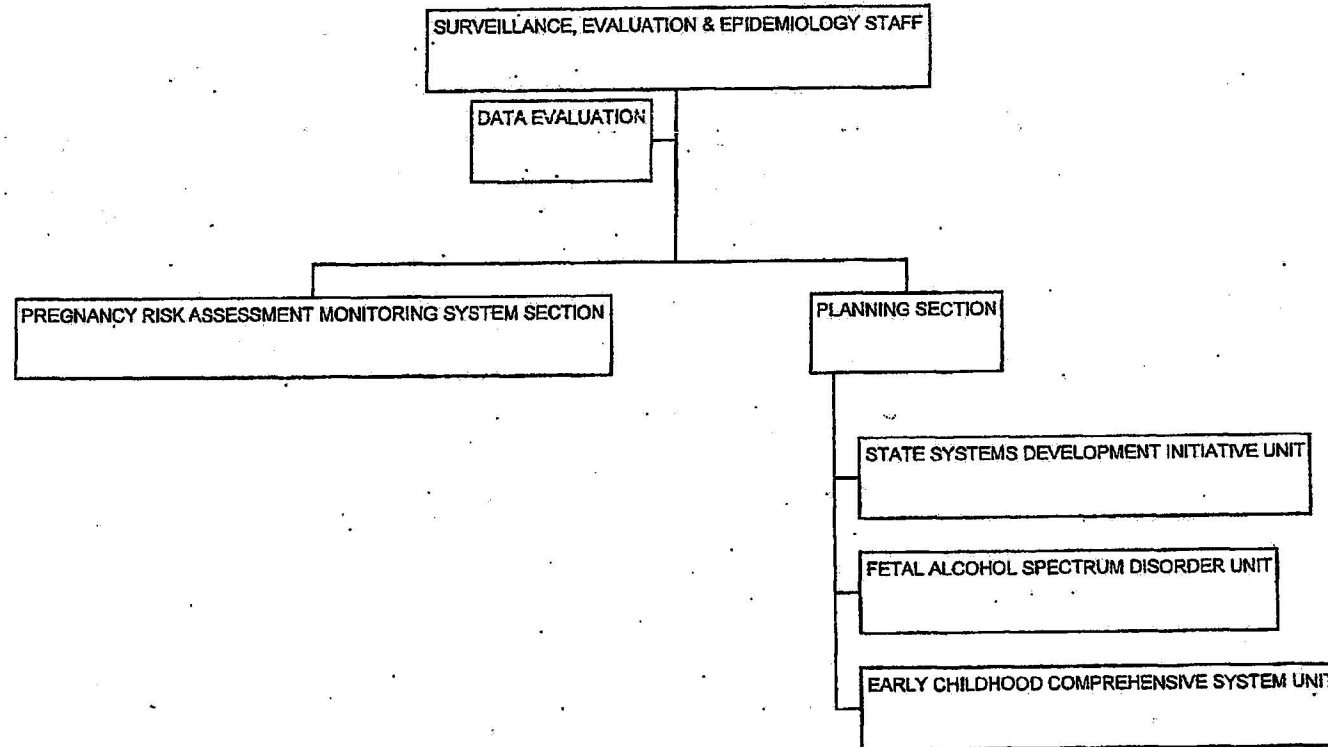 SURVEILLANCE, EVALUATION & EPIDEMIOLOGY STAFF
DATA EVALUATION
PREGNANCY RISK ASSESSMENT MONITORING SYSTEM SECTION
PLANNING SECTION
STATE SYSTEMS DEVELOPMENT INITIATIVE UNIT
FETAL ALCOHOL SPECTRUM DISORDER UNIT
EARLY CHILDHOOD COMPREHENSIVE SYSTEM UNIT